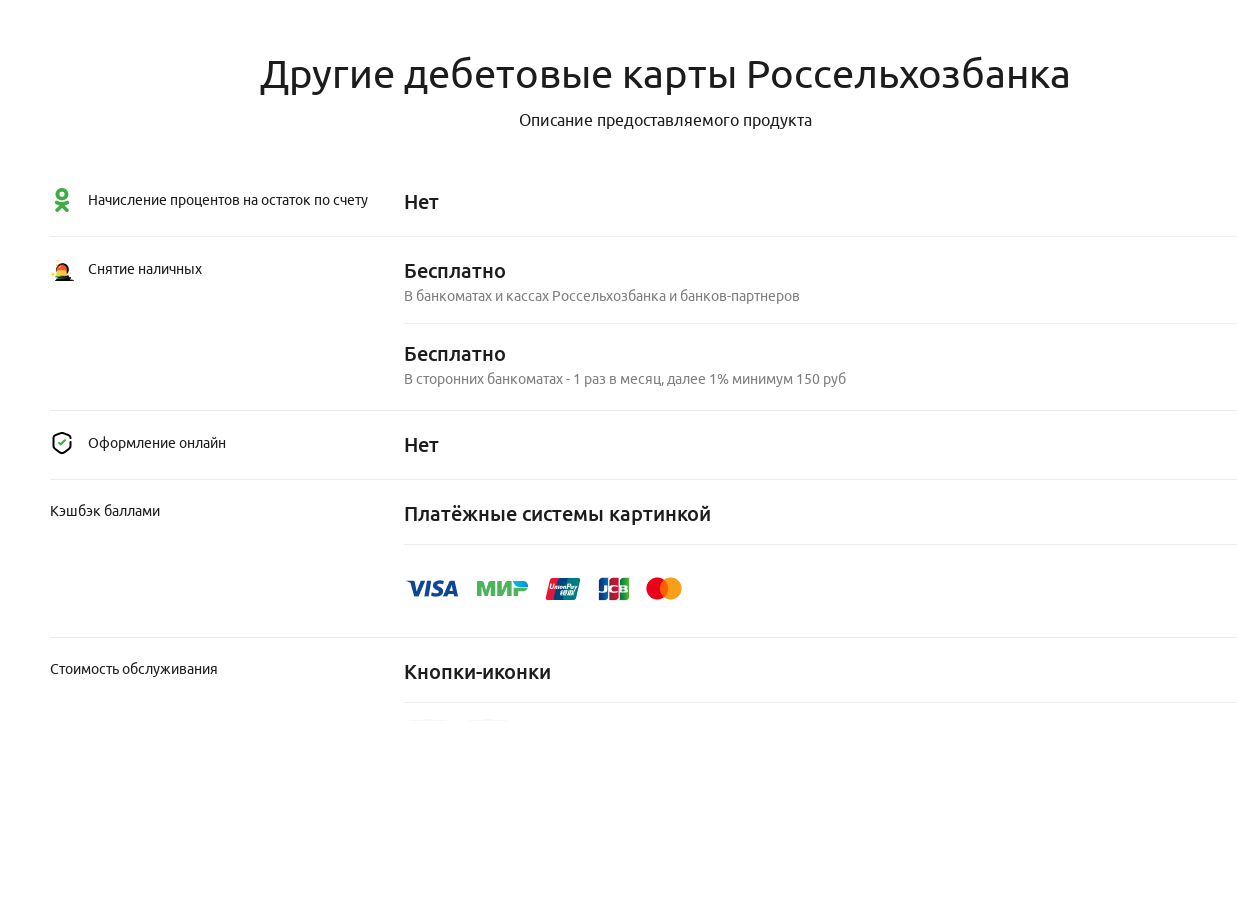 Другие дебетовые карты Россельхозбанка
Описание предоставляемого продукта
Начисление процентов на остаток по счету
Нет
Снятие наличных
Бесплатно
В банкоматах и кассах Россельхозбанка и банков-партнеров
Бесплатно
В сторонних банкоматах - 1 раз в месяц, далее 1% минимум 150 руб
Оформление онлайн
Нет
Кэшбэк баллами
Платёжные системы картинкой
VISA МИР UnionPay 银联 JCB
Стоимость обслуживания
Кнопки-иконки